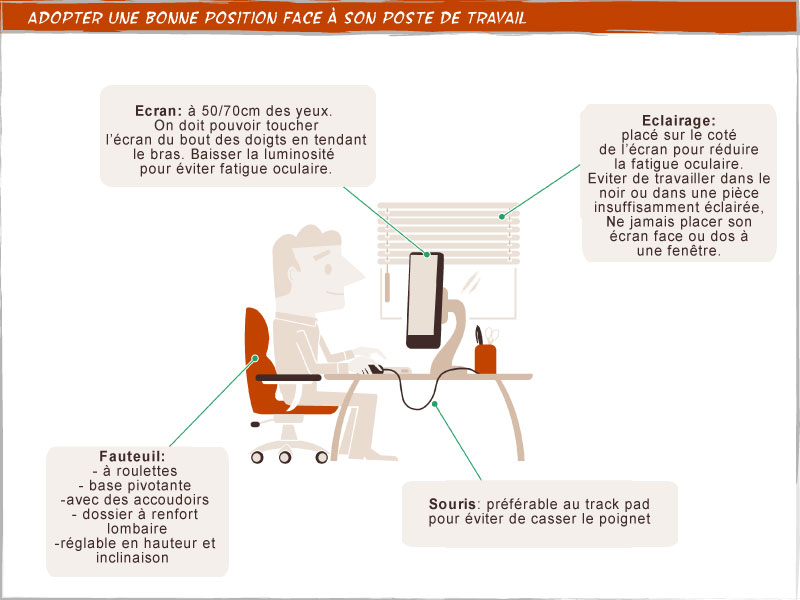 ADOPTER UNE BONNE POSITION FACE À SON POSTE DE TRAVAIL
Ecran: à 50/70cm des yeux.
On doit pouvoir toucher
l'écran du bout des doigts en tendant
le bras. Baisser la luminosité
pour éviter fatigue oculaire.
Eclairage:
placé sur le coté
de l'écran pour réduire
la fatigue oculaire.
Eviter de travailler dans le
noir ou dans une pièce
insuffisamment éclairée,
Ne jamais placer son
écran face ou dos à
une fenêtre.
Fauteuil:
- à roulettes
- base pivotante
-avec des accoudoirs
- dossier à renfort
lombaire
-réglable en hauteur et
inclinaison
Souris: préférable au track pad
pour éviter de casser le poignet